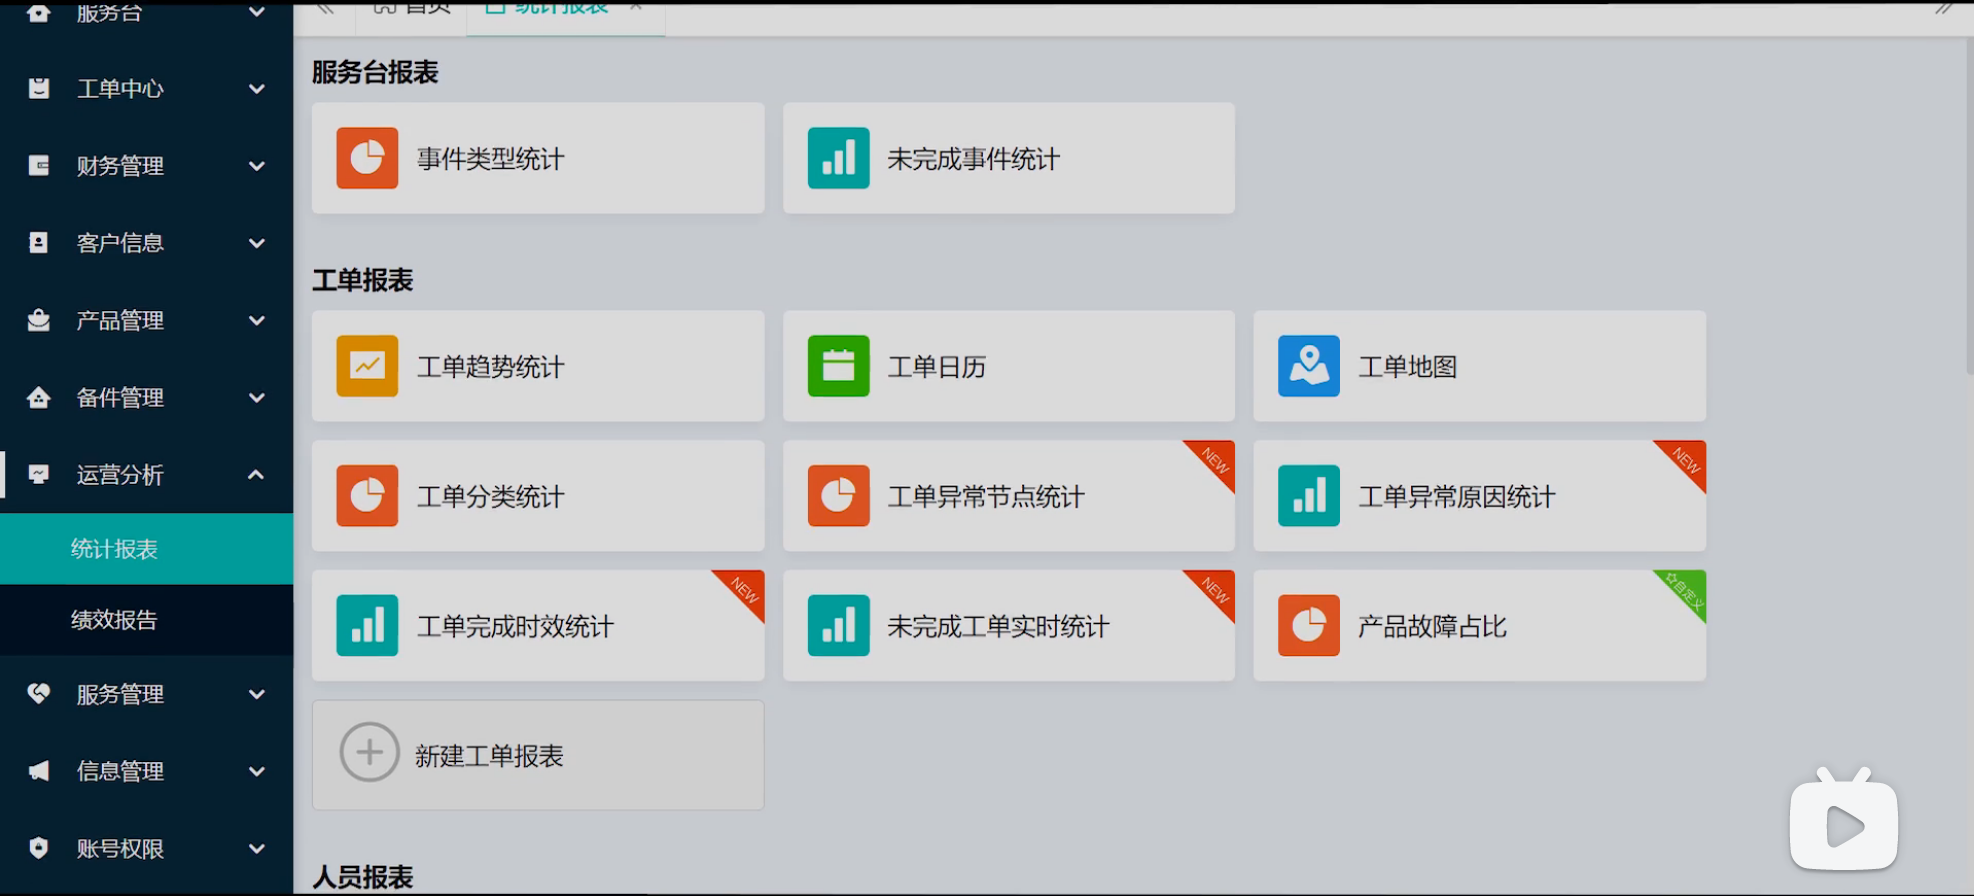 服务台
工单中心
财务管理
客户信息
产品管理
备件管理
运营分析
统计报表
绩效报告
服务管理
信息管理
账号权限
首页
统计报表
服务台报表
事件类型统计
未完成事件统计
工单报表
工单趋势统计
工单日历
工单地图
工单分类统计
工单异常节点统计
NEW
工单异常原因统计
NEW
工单完成时效统计
NEW
未完成工单实时统计
NEW
产品故障占比
☆自定义
新建工单报表
人员报表